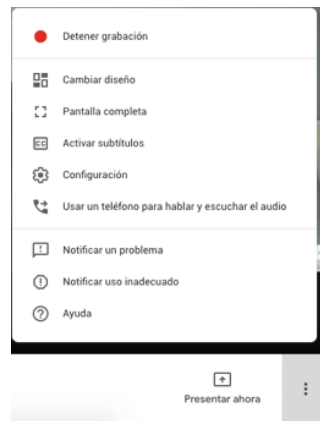 Detener grabación
Cambiar diseño
Pantalla completa
CC
Activar subtítulos
Configuración
Usar un teléfono para hablar y escuchar el audio
Notificar un problema
Notificar uso inadecuado
Ayuda
Presentar ahora